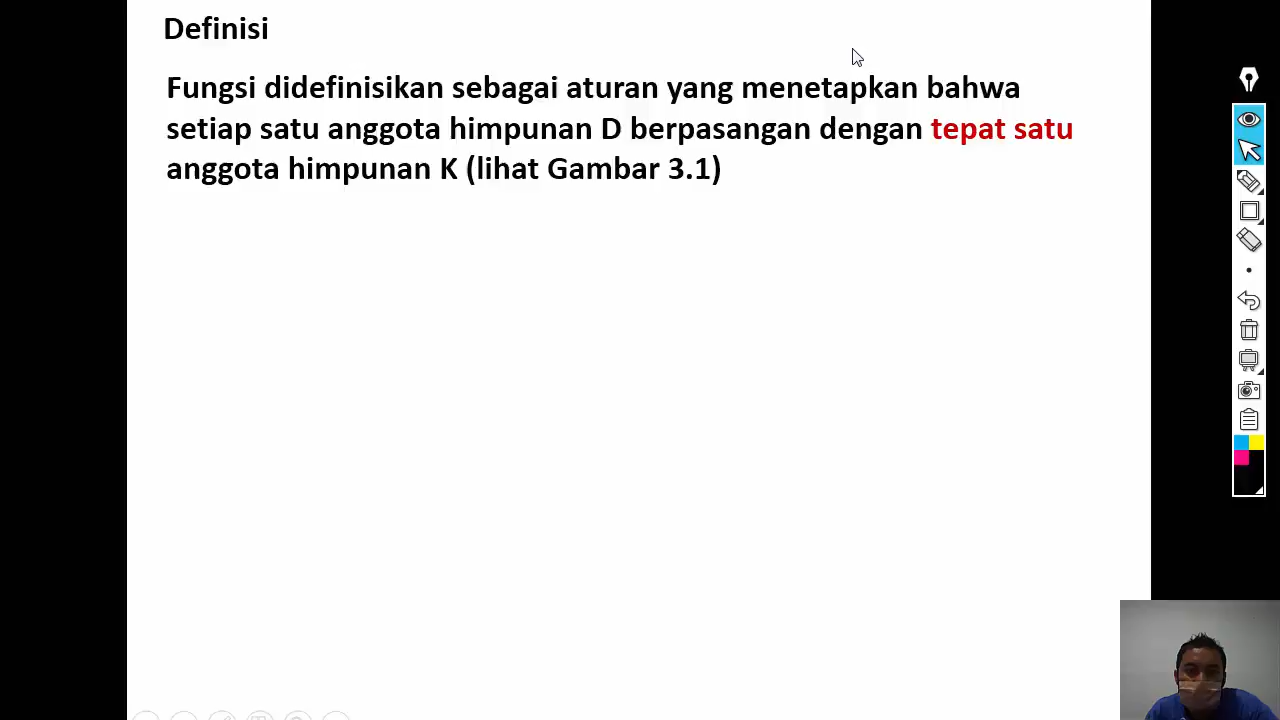 Definisi
Fungsi didefinisikan sebagai aturan yang menetapkan bahwa
setiap satu anggota himpunan D berpasangan dengan tepat satu
anggota himpunan K (lihat Gambar 3.1)